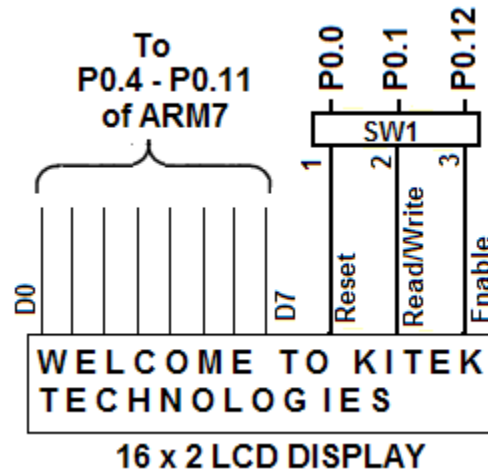 To
P0.4 - P0.11
of ARM7
P0.0
P0.1
P0.12
SW1
1
2
3
D0
D7
Reset
Read/Write
Enable
WELCOME TO KITEK
TECHNOLOGIES
16 x 2 LCD DISPLAY